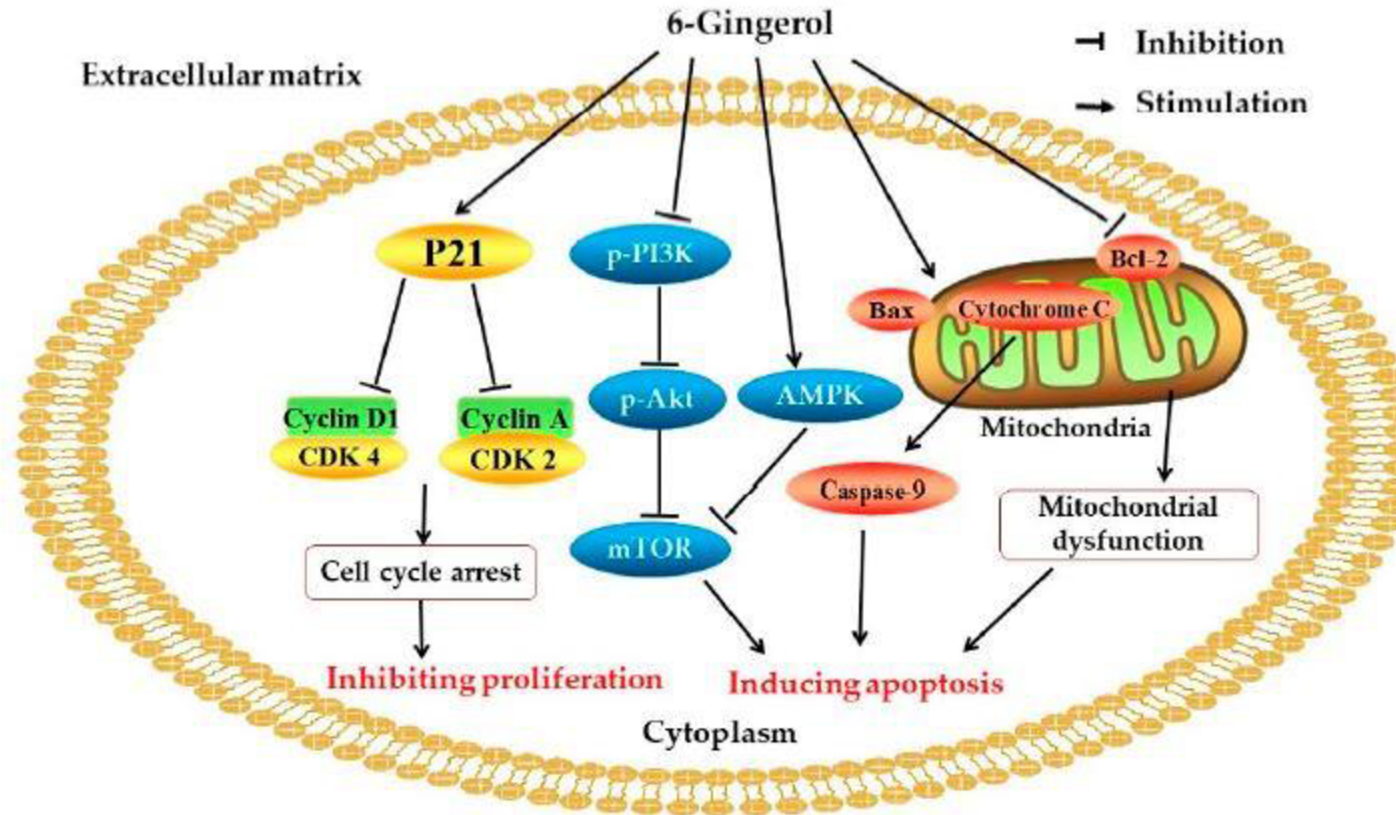 6-Gingerol
Inhibition
Extracellular matrix
Stimulation
P21
p-PI3K
Bcl-2
Bax
Cytochrome C
Cyclin D1
CDK 4
Cyclin A
CDK 2
p-Akt
AMPK
Mitochondria
Caspase-9
Mitochondrial
dysfunction
mTOR
Cell cycle arrest
Inhibiting proliferation
Inducing apoptosis
Cytoplasm